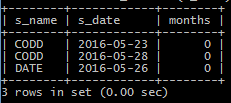 +--------+------------+--------+
| s_name | s_date     | months |
+--------+------------+--------+
| CODD   | 2016-05-23 |      0 |
| CODD   | 2016-05-28 |      0 |
| DATE   | 2016-05-26 |      0 |
+--------+------------+--------+
3 rows in set (0.00 sec)